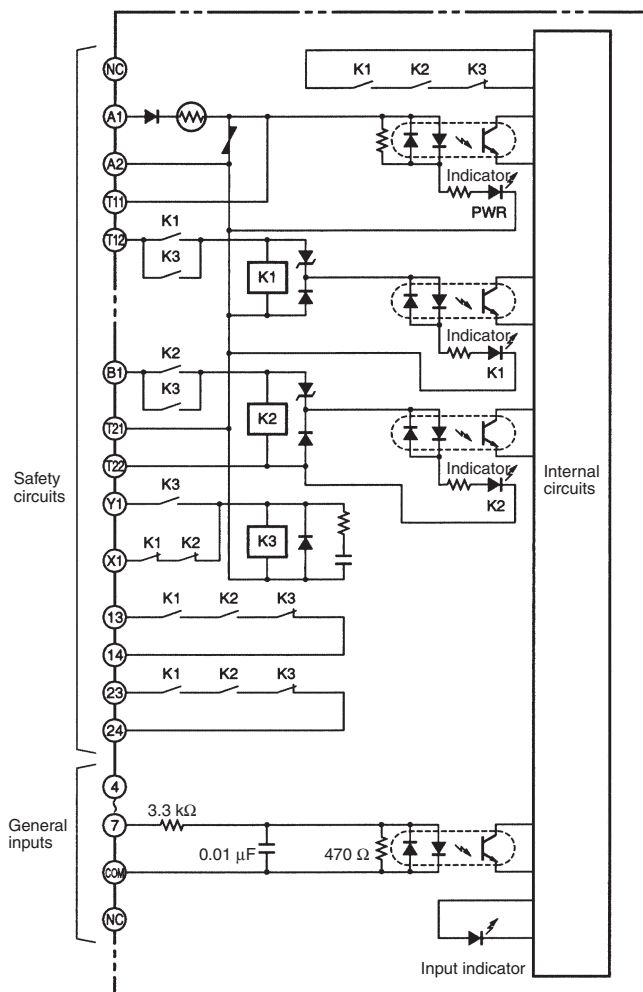 NC
K1 K2 K3
A1
A2
Indicator
PWR
T11
T12
K1
K3
K1
Indicator
K1
B1
K2
K3
K2
T21
T22
Indicator
K2
Safety
circuits
Internal
circuits
Y1
K3
K3
X1
K1 K2
13
K1 K2 K3
14
23
K1 K2 K3
24
4
General
inputs
7
3.3 kΩ
0.01 μF
470 Ω
COM
NC
Input indicator